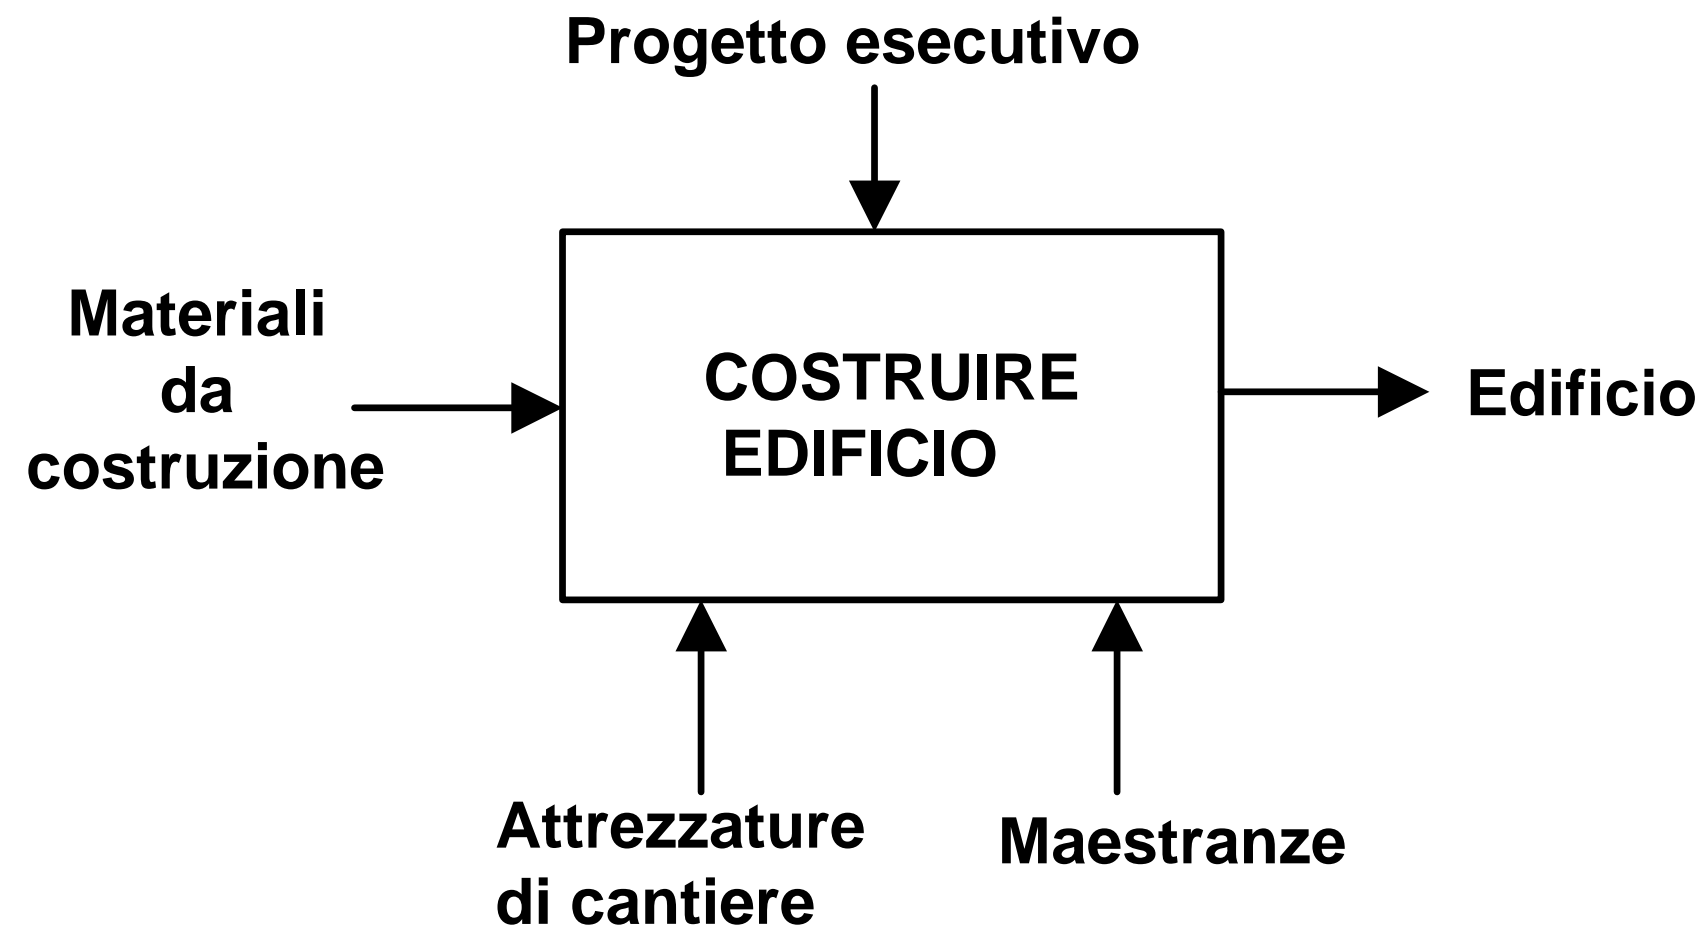 Progetto esecutivo
Materiali
da
costruzione
COSTRUIRE
EDIFICIO
Edificio
Attrezzature
di cantiere
Maestranze